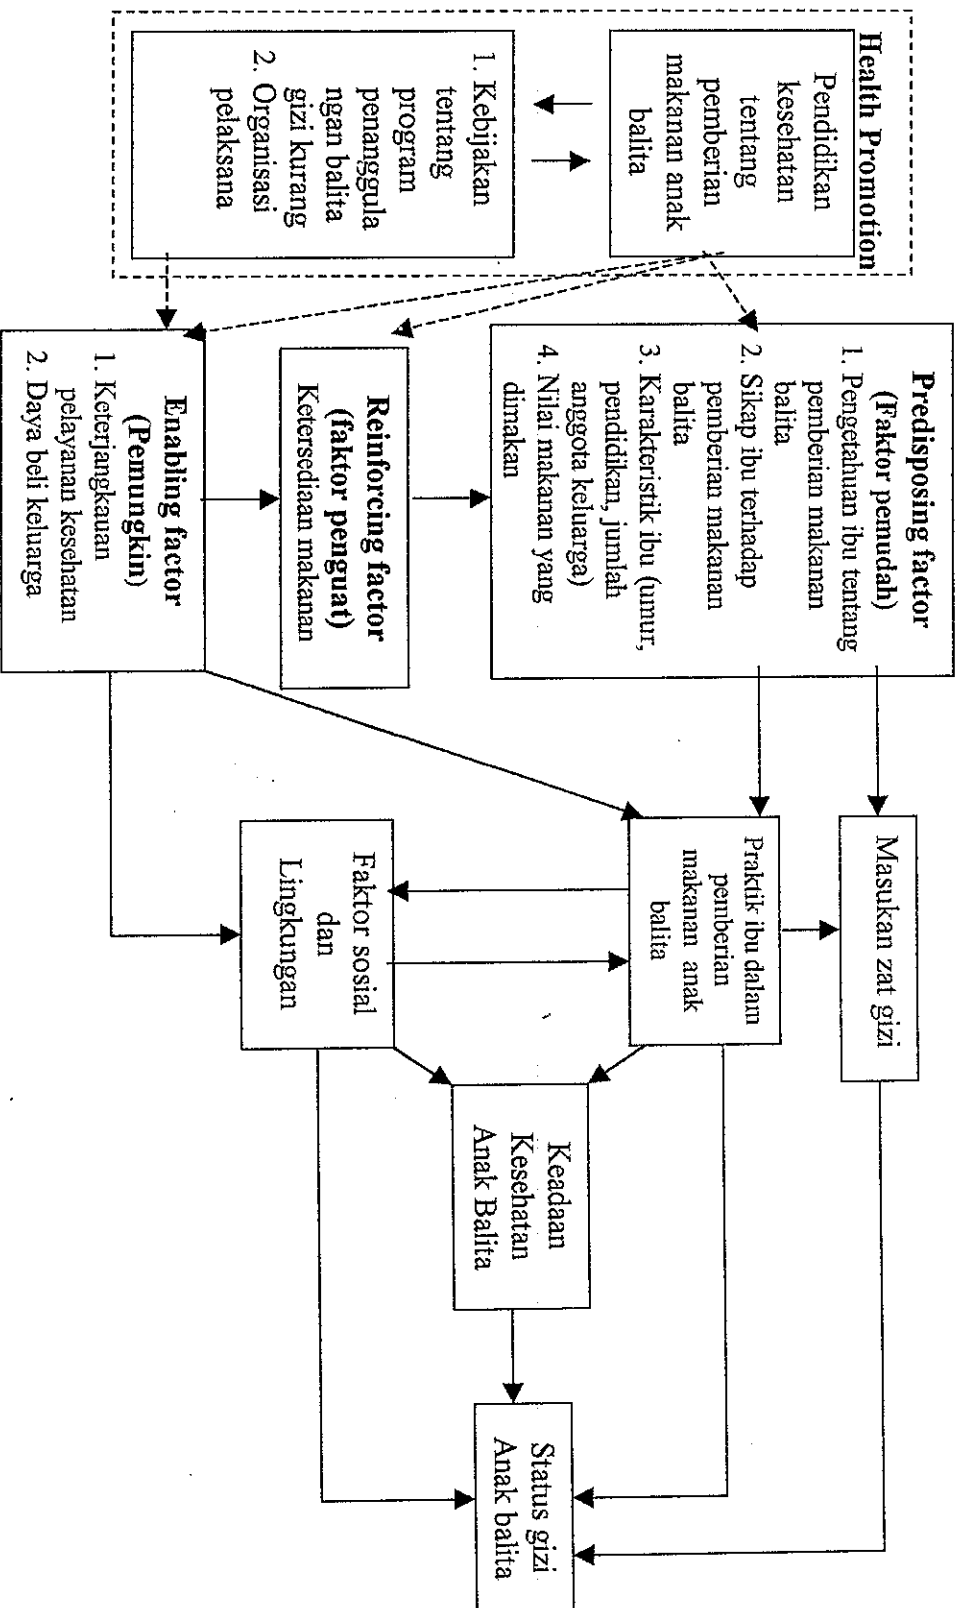 Health Promotion
Pendidikan
kesehatan
tentang
pemberian
makanan anak
balita
1. Kebijakan
tentang
program
penanggula
ngan balita
gizi kurang
2. Organisasi
pelaksana
Predisposing factor
(Faktor pemudah)
1. Pengetahuan ibu tentang
pemberian makanan
balita
2. Sikap ibu terhadap
pemberian makanan
balita
3. Karakteristik ibu (umur,
pendidikan, jumlah
anggota keluarga)
4. Nilai makanan yang
dimakan
Reinforcing factor
(faktor penguat)
Ketersediaan makanan
Enabling factor
(Pemungkin)
1. Keterjangkauan
pelayanan kesehatan
2. Daya beli keluarga
Masukan zat gizi
Praktik ibu dalam
pemberian
makanan anak
balita
Faktor sosial
dan
Lingkungan
Keadaan
Kesehatan
Anak Balita
Status gizi
Anak balita